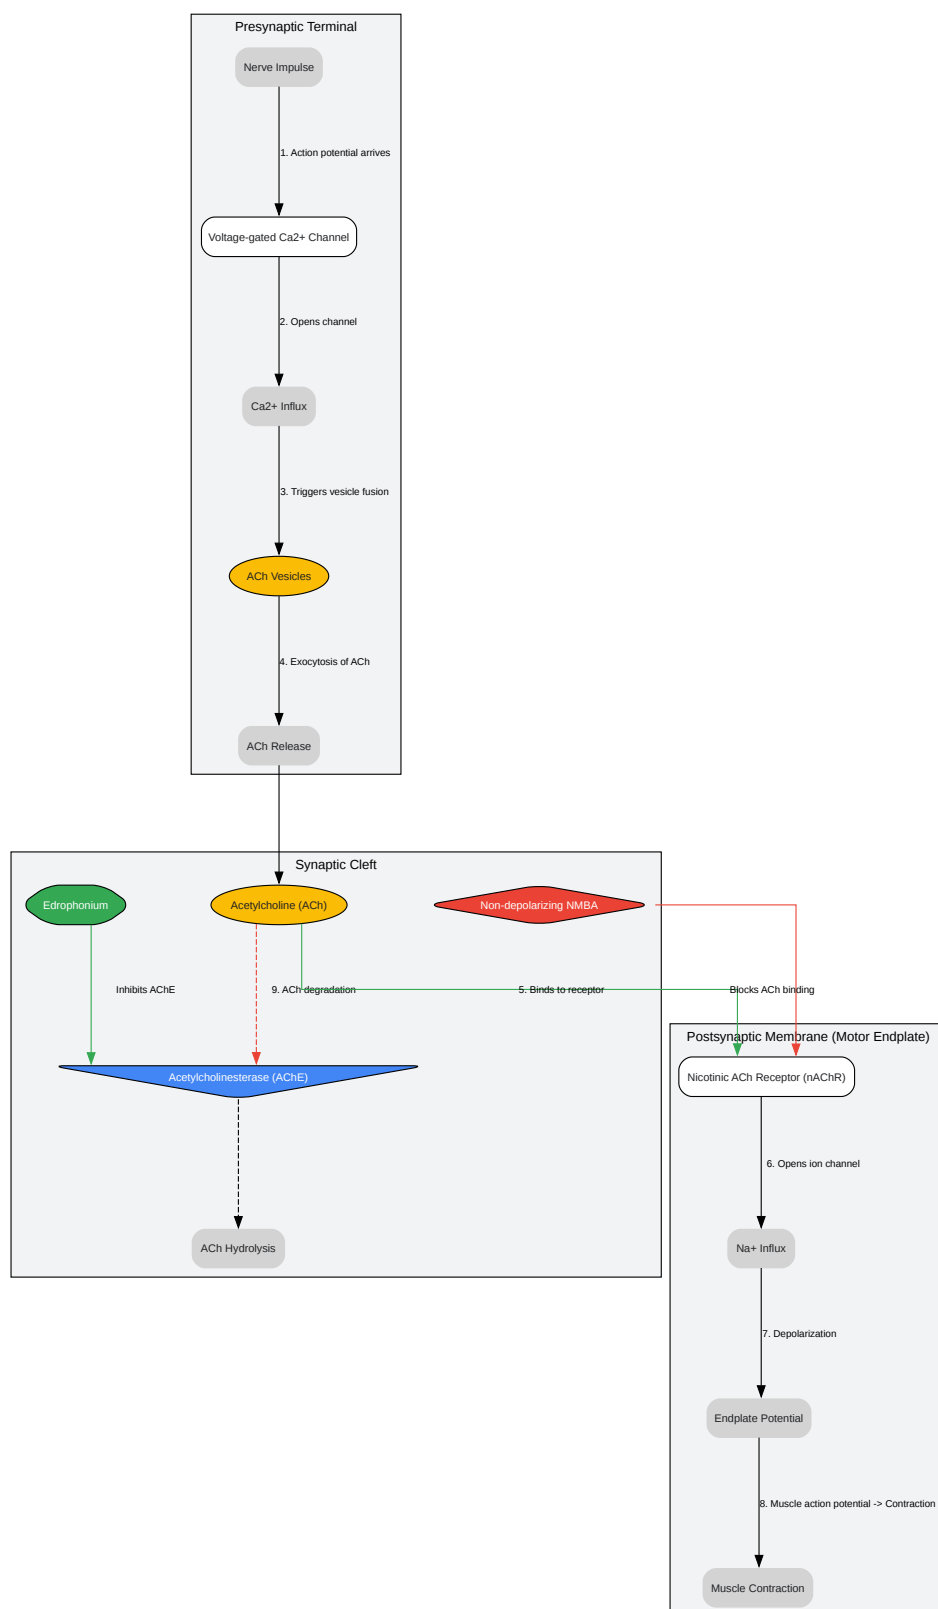 Presynaptic Terminal
Nerve Impulse
1. Action potential arrives
Voltage-gated Ca2+ Channel
2. Opens channel
Ca2+ Influx
3. Triggers vesicle fusion
ACh Vesicles
4. Exocytosis of ACh
ACh Release
Synaptic Cleft
Edrophonium
Acetylcholine (ACh)
Non-depolarizing NMBA
Inhibits AChE
9. ACh degradation
5. Binds to receptor
Blocks ACh binding
Postsynaptic Membrane (Motor Endplate)
Acetylcholinesterase (AChE)
Nicotinic ACh Receptor (nAChR)
6. Opens ion channel
ACh Hydrolysis
Na+ Influx
7. Depolarization
Endplate Potential
8. Muscle action potential -> Contraction
Muscle Contraction